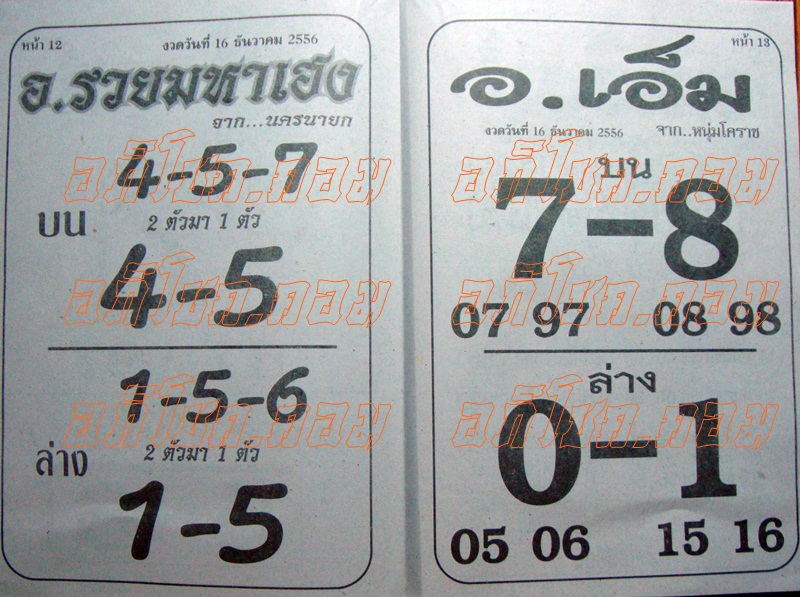 หน้า 12
งวดวันที่ 16 ธันวาคม 2556
อ.รวยมหาเฮง
จาก...นครนายก
4-5-7
บน
2 ตัวมา 1 ตัว
4-5
1-5-6
ล่าง
2 ตัวมา 1 ตัว
1-5
หน้า 13
อ.เอ็ม
งวดวันที่ 16 ธันวาคม 2556
จาก..หนุ่มโคราช
บน
7-8
07 97 08 98
ล่าง
0-1
05 06 15 16